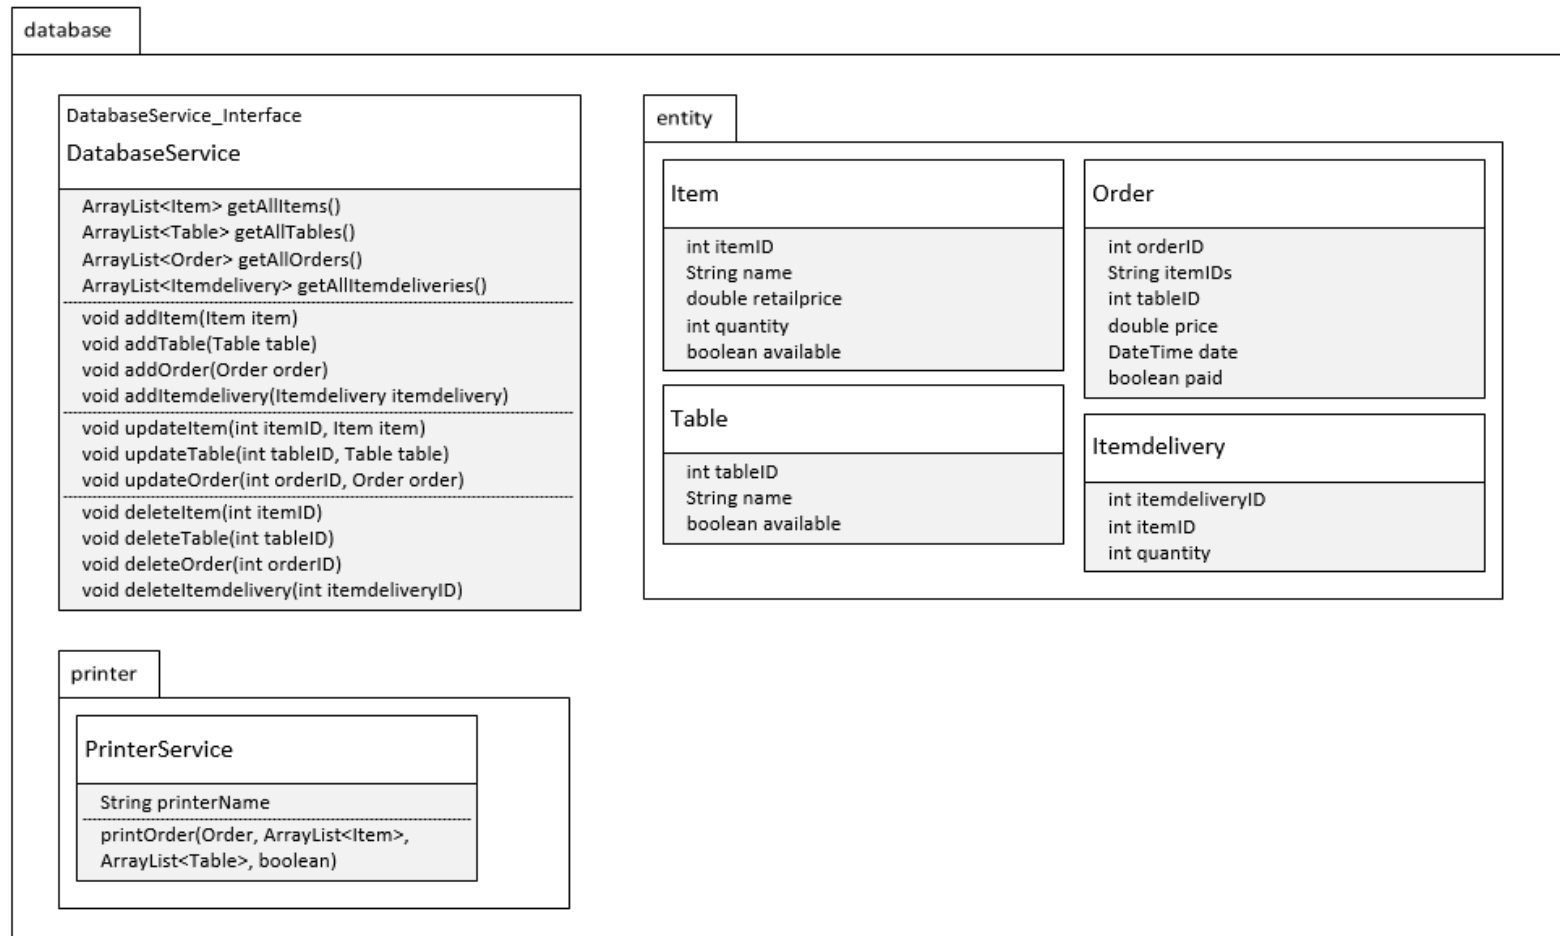 database
DatabaseService_Interface
DatabaseService
ArrayList<Item> getAllItems()
ArrayList<Table> getAllTables()
ArrayList<Order> getAllOrders()
ArrayList<Itemdelivery> getAllItemdeliveries()
void addItem(Item item)
void addTable(Table table)
void addOrder(Order order)
void addItemdelivery(Itemdelivery itemdelivery)
void updateItem(int itemID, Item item)
void updateTable(int tableID, Table table)
void updateOrder(int orderID, Order order)
void deleteItem(int itemID)
void deleteTable(int tableID)
void deleteOrder(int orderID)
void deleteItemdelivery(int itemdeliveryID)
entity
Item
int itemID
String name
double retailprice
int quantity
boolean available
Order
int orderID
String itemIDs
int tableID
double price
DateTime date
boolean paid
Table
int tableID
String name
boolean available
Itemdelivery
int itemdeliveryID
int itemID
int quantity
printer
PrinterService
String printerName
printOrder(Order, ArrayList<Item>,
ArrayList<Table>, boolean)